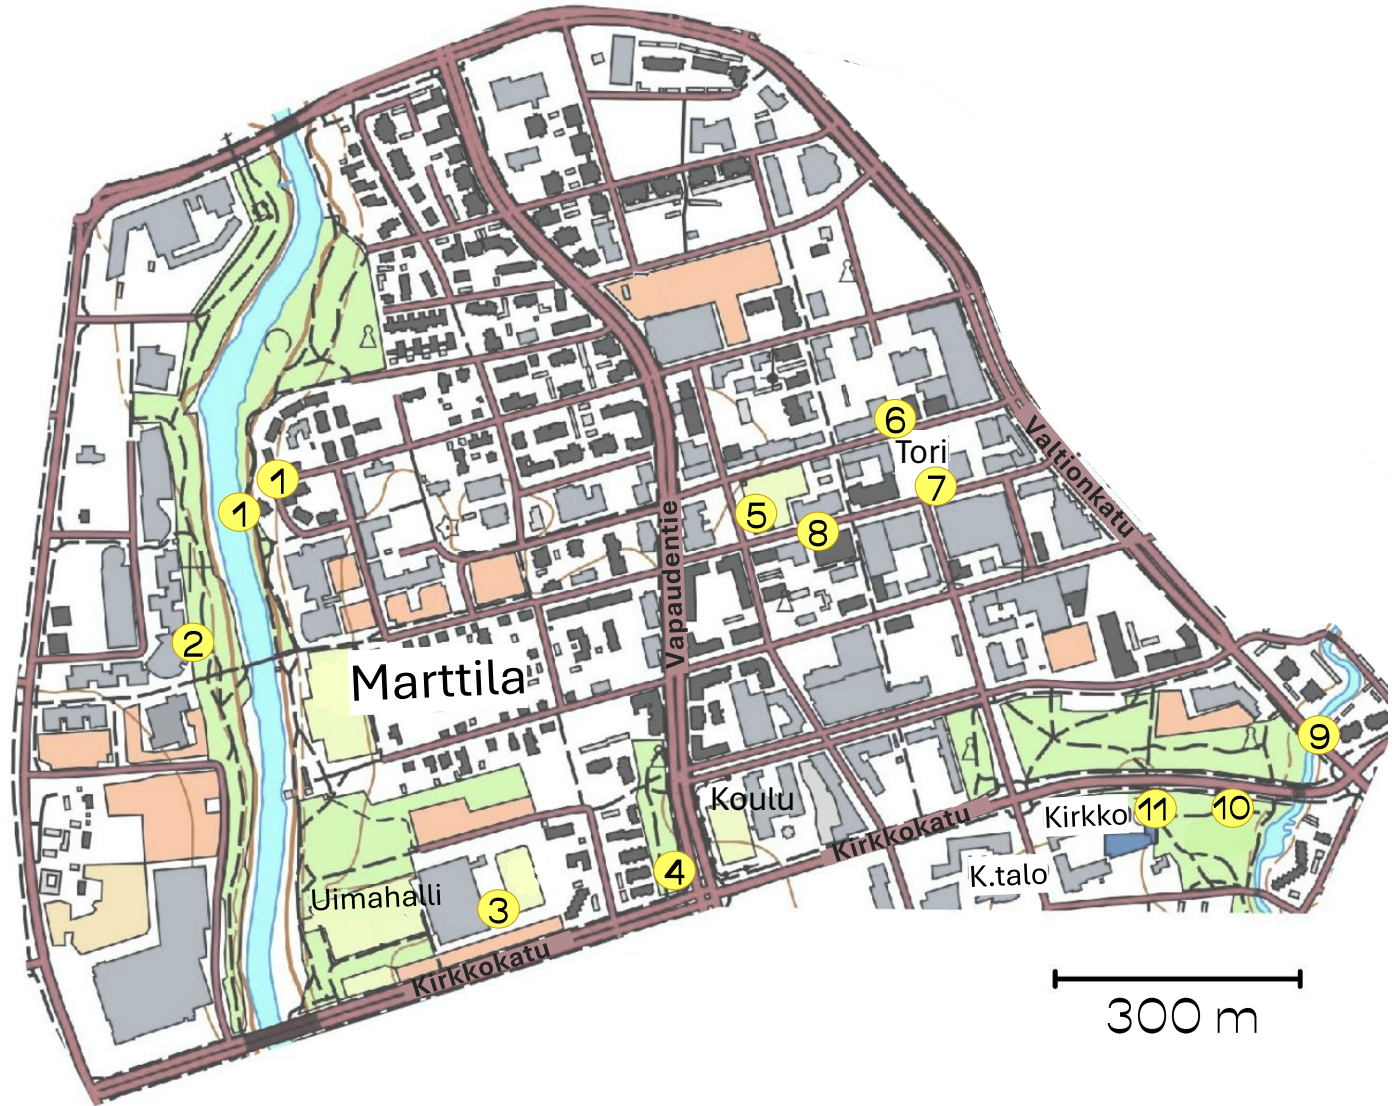 6
Tori
Valtionkatu
1
1
7
5
8
Vapaudentie
2
Marttila
9
Koulu
Kirkko
11
10
Kirkkokatu
4
K.talo
Uimahalli
3
Kirkkokatu
300 m